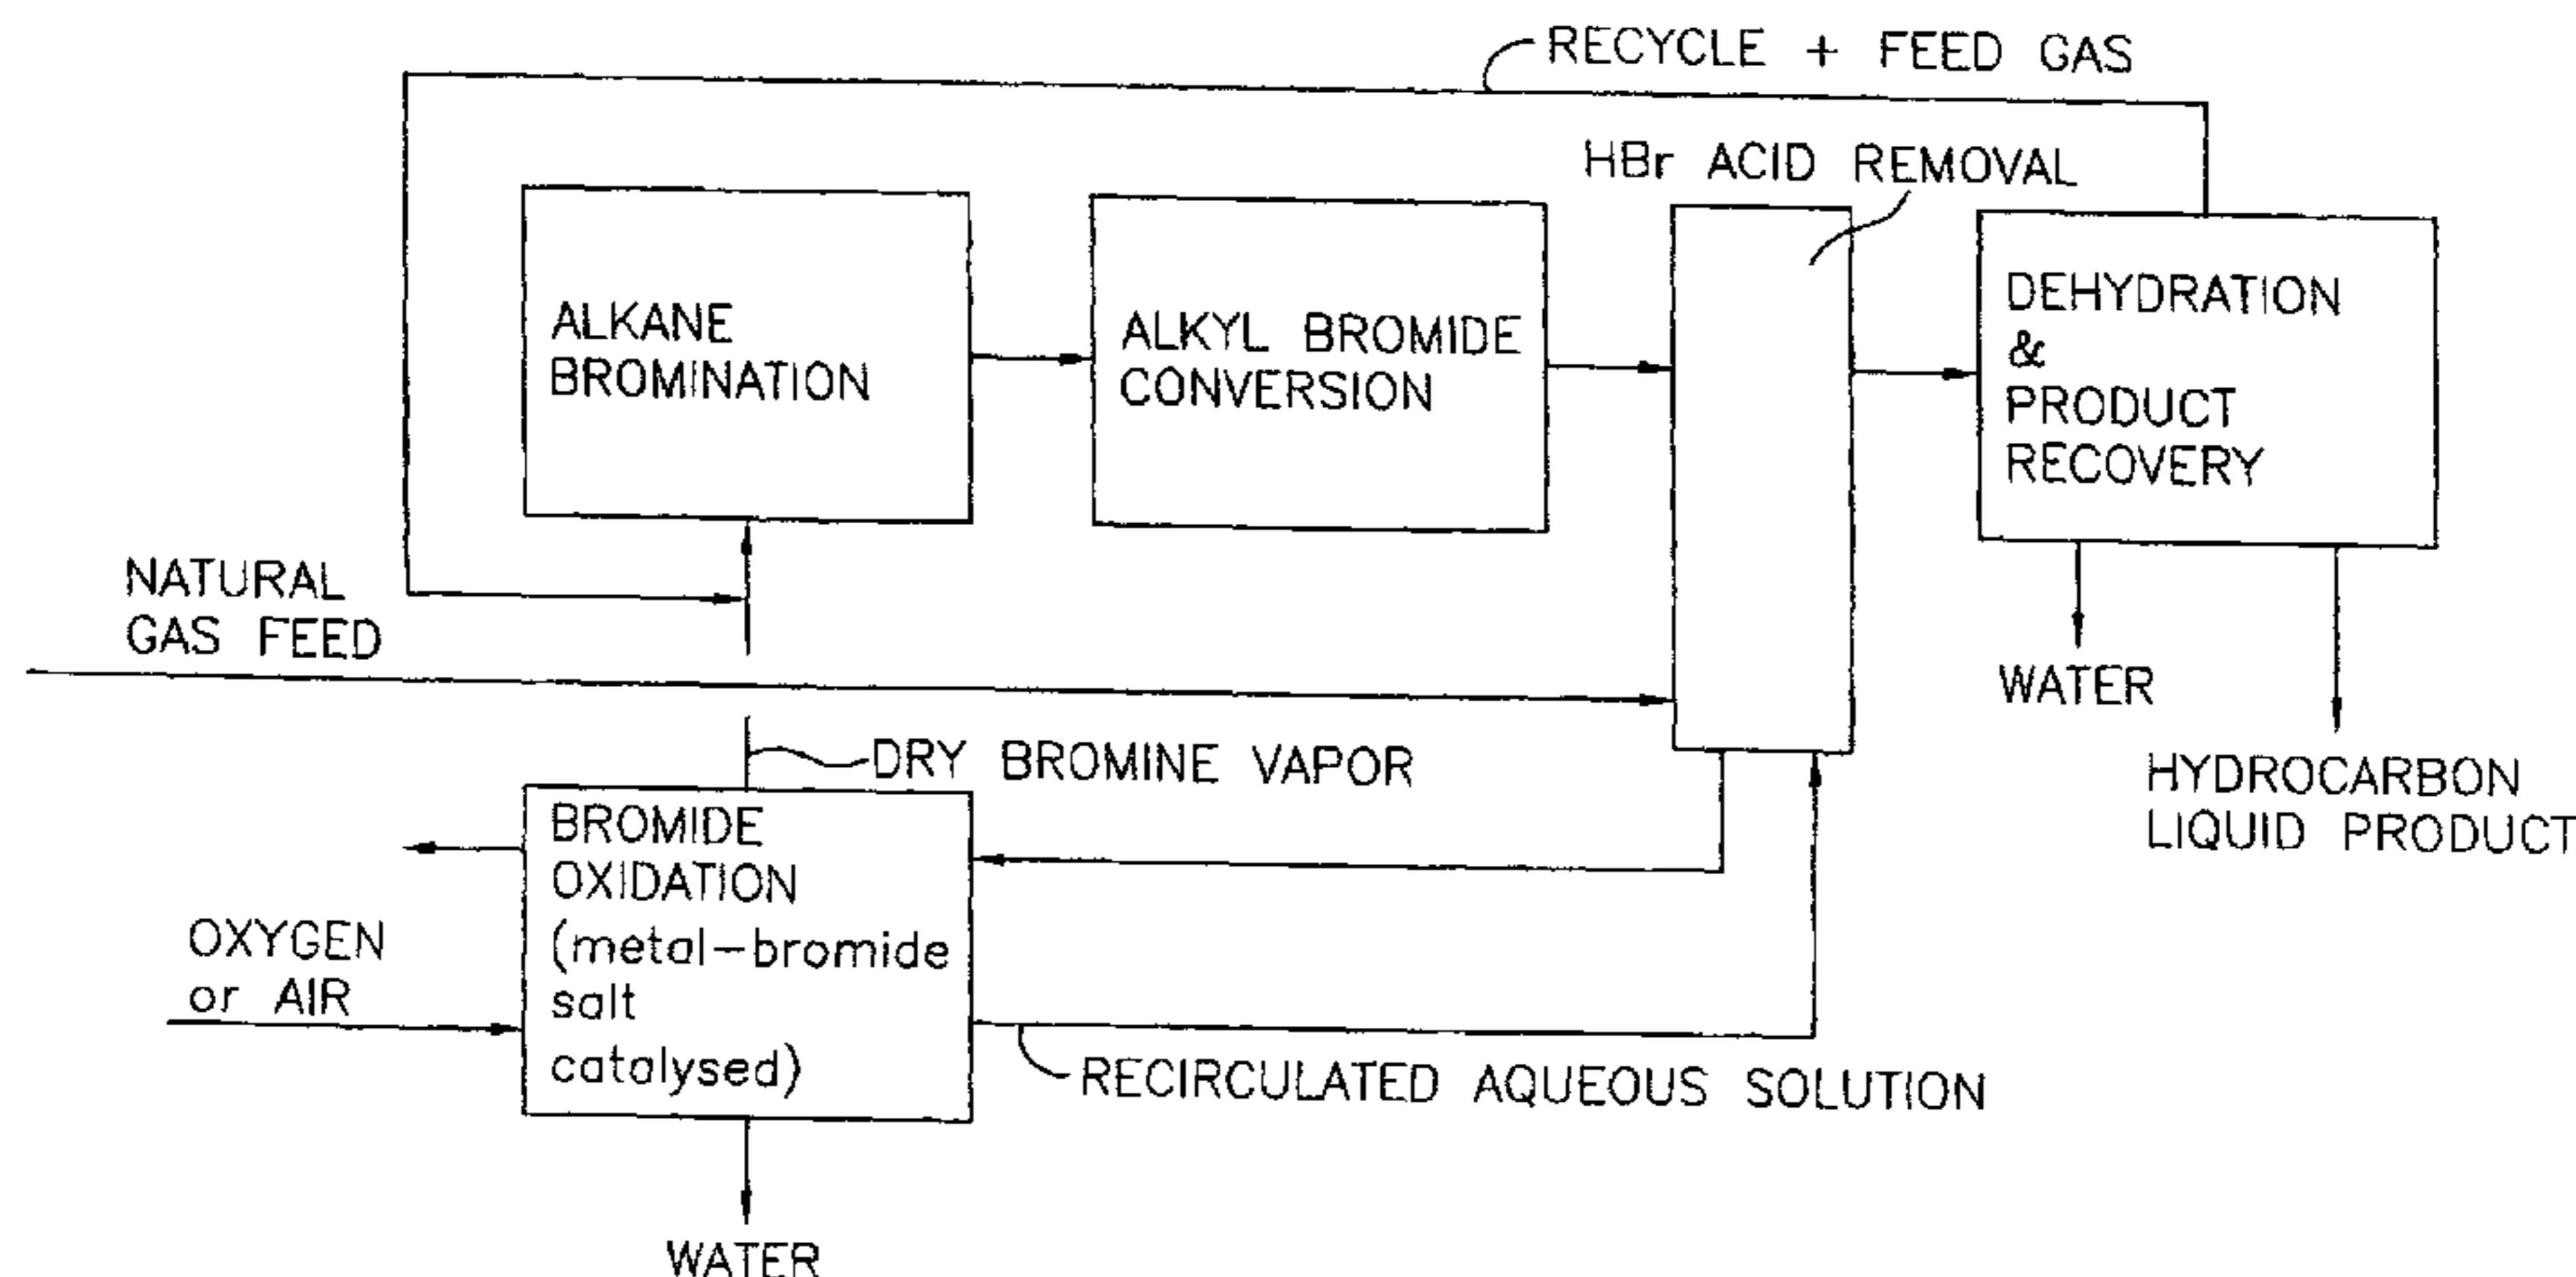 RECYCLE + FEED GAS
HBr ACID REMOVAL
ALKANE
BROMINATION
ALKYL BROMIDE
CONVERSION
DEHYDRATION
&
PRODUCT
RECOVERY
NATURAL
GAS FEED
WATER
DRY BROMINE VAPOR
HYDROCARBON
LIQUID PRODUCT
BROMIDE
OXIDATION
(metal-bromide
salt
catalysed)
OXYGEN
or AIR
RECIRCULATED AQUEOUS SOLUTION
WATER